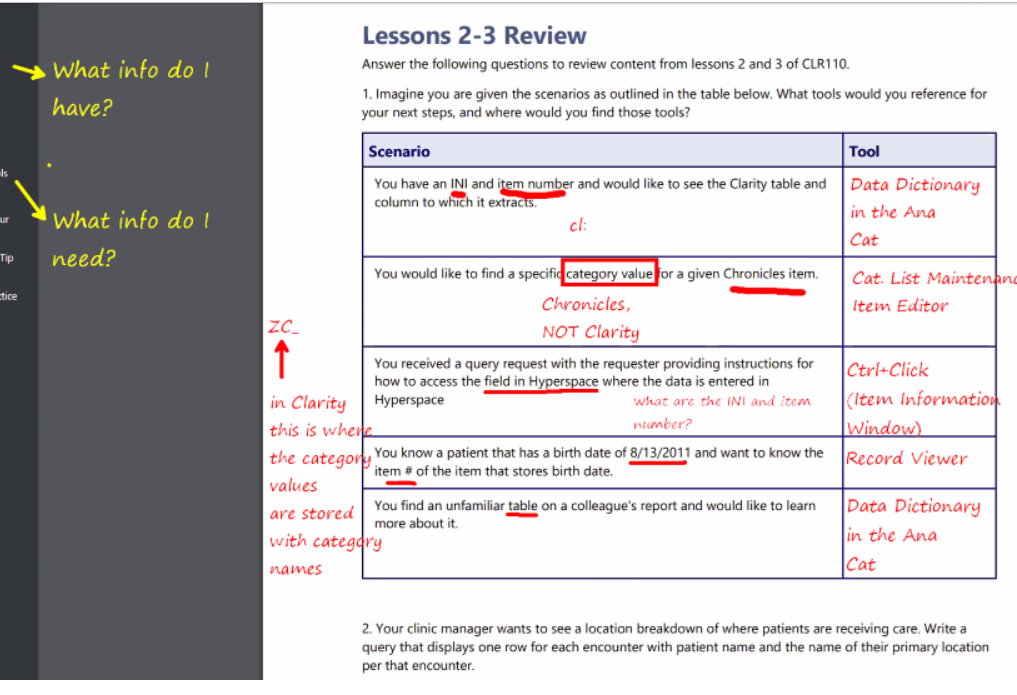 What info do I
have?
ls
What info do I
ur
need?
Tip
ctice
Lessons 2-3 Review
Answer the following questions to review content from lessons 2 and 3 of CLR110.
1. Imagine you are given the scenarios as outlined in the table below. What tools would you reference for
your next steps, and where would you find those tools?
Scenario
Tool
You have an INI and item number and would like to see the Clarity table and
column to which it extracts.
cl:
Data Dictionary
in the Ana
Cat
You would like to find a specific category value for a given Chronicles item.
Chronicles,
NOT Clarity
Cat. List Maintenanc
Item Editor
ZC_
in Clarity
this is where
the category
values
are stored
with category
names
You received a query request with the requester providing instructions for
how to access the field in Hyperspace where the data is entered in
Hyperspace
what are the INI and item
number?
Ctrl+Click
(Item Information
Window)
You know a patient that has a birth date of 8/13/2011 and want to know the
item # of the item that stores birth date.
Record Viewer
You find an unfamiliar table on a colleague's report and would like to learn
more about it.
Data Dictionary
in the Ana
Cat
2. Your clinic manager wants to see a location breakdown of where patients are receiving care. Write a
query that displays one row for each encounter with patient name and the name of their primary location
per that encounter.